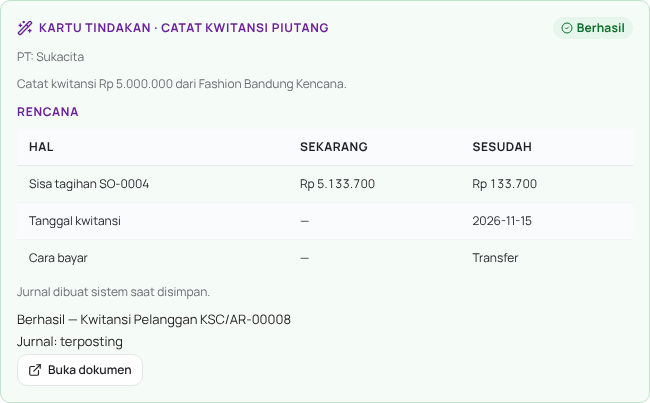 KARTU TINDAKAN · CATAT KWITANSI PIUTANG
Berhasil
PT: Sukacita
Catat kwitansi Rp 5.000.000 dari Fashion Bandung Kencana.
RENCANA
HAL SEKARANG SESUDAH
Sisa tagihan SO-0004 Rp 5.133.700 Rp 133.700
Tanggal kwitansi — 2026-11-15
Cara bayar — Transfer
Jurnal dibuat sistem saat disimpan.
Berhasil — Kwitansi Pelanggan KSC/AR-00008
Jurnal: terposting
Buka dokumen